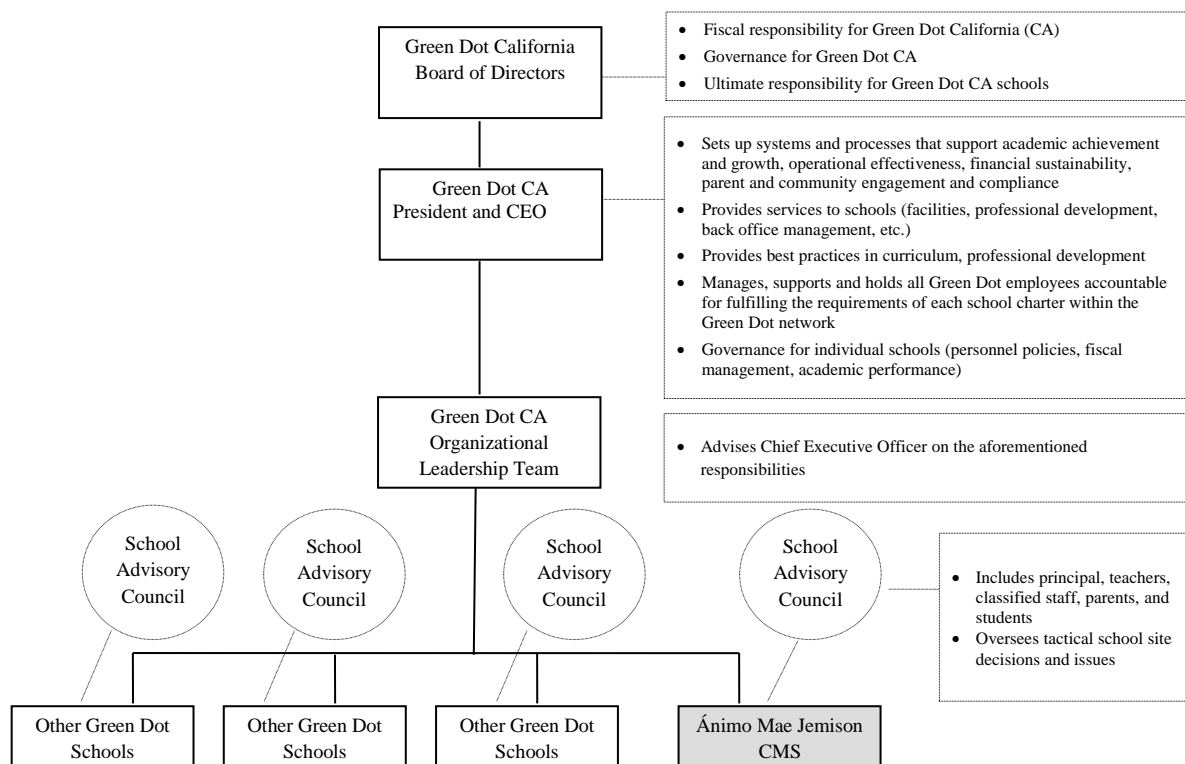 Green Dot California
Board of Directors
• Fiscal responsibility for Green Dot California (CA)
• Governance for Green Dot CA
• Ultimate responsibility for Green Dot CA schools
Green Dot CA
President and CEO
• Sets up systems and processes that support academic achievement
and growth, operational effectiveness, financial sustainability,
parent and community engagement and compliance
• Provides services to schools (facilities, professional development,
back office management, etc.)
• Provides best practices in curriculum, professional development
• Manages, supports and holds all Green Dot employees accountable
for fulfilling the requirements of each school charter within the
Green Dot network
• Governance for individual schools (personnel policies, fiscal
management, academic performance)
Green Dot CA
Organizational
Leadership Team
• Advises Chief Executive Officer on the aforementioned
responsibilities
School
Advisory
Council
School
Advisory
Council
School
Advisory
Council
School
Advisory
Council
• Includes principal, teachers,
classified staff, parents, and
students
• Oversees tactical school site
decisions and issues
Other Green Dot
Schools
Other Green Dot
Schools
Other Green Dot
Schools
Ánimo Mae Jemison
CMS